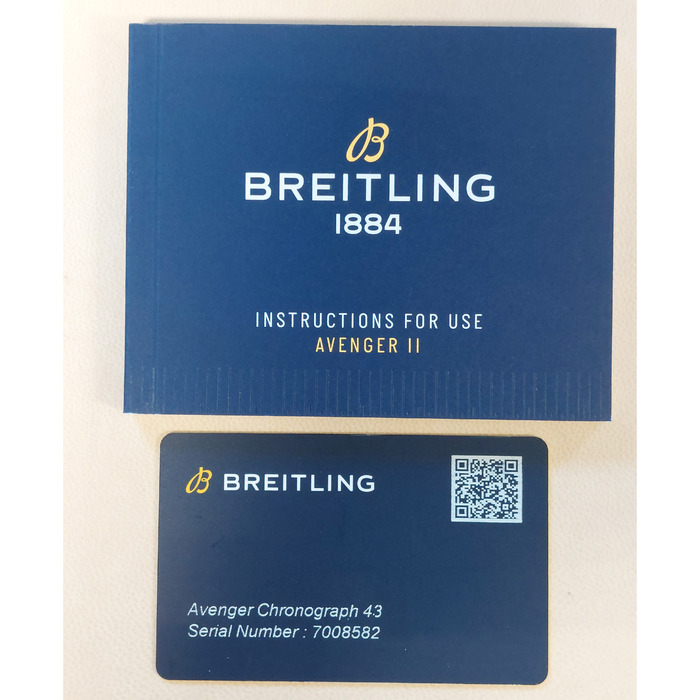 BREITLING
1884
INSTRUCTIONS FOR USE
AVENGER II
BREITLING
Avenger Chronograph 43
Serial Number : 7008582